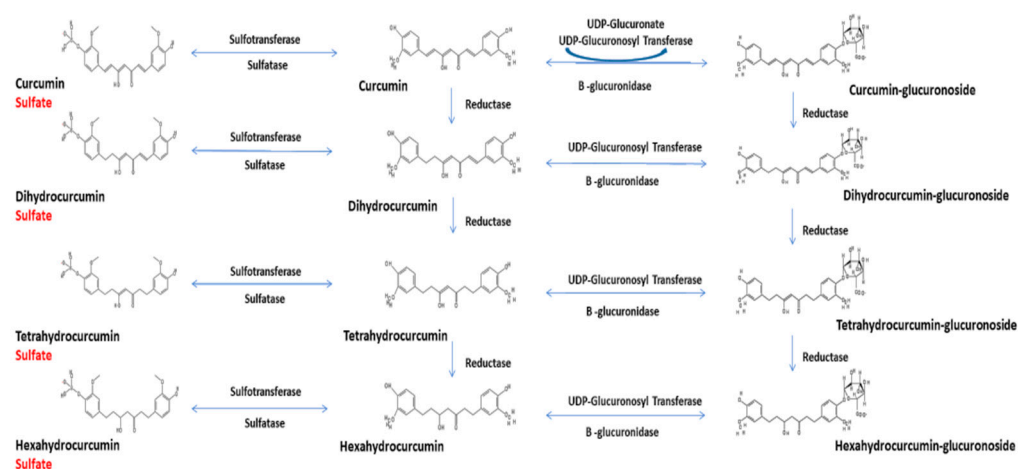 UDP-Glucuronate
Sulfotransferase
UDP-Glucuronosyl Transferase
Sulfatase
B -glucuronidase
Curcumin
Sulfate
Curcumin
Curcumin-glucuronoside
Reductase
Reductase
Sulfotransferase
UDP-Glucuronosyl Transferase
Sulfatase
B -glucuronidase
Dihydrocurcumin
Sulfate
Dihydrocurcumin
Dihydrocurcumin-glucuronoside
Reductase
Reductase
Sulfotransferase
UDP-Glucuronosyl Transferase
Sulfatase
B -glucuronidase
Tetrahydrocurcumin
Sulfate
Tetrahydrocurcumin
Tetrahydrocurcumin-glucuronoside
Reductase
Reductase
Sulfotransferase
UDP-Glucuronosyl Transferase
Sulfatase
B -glucuronidase
Hexahydrocurcumin
Sulfate
Hexahydrocurcumin
Hexahydrocurcumin-glucuronoside